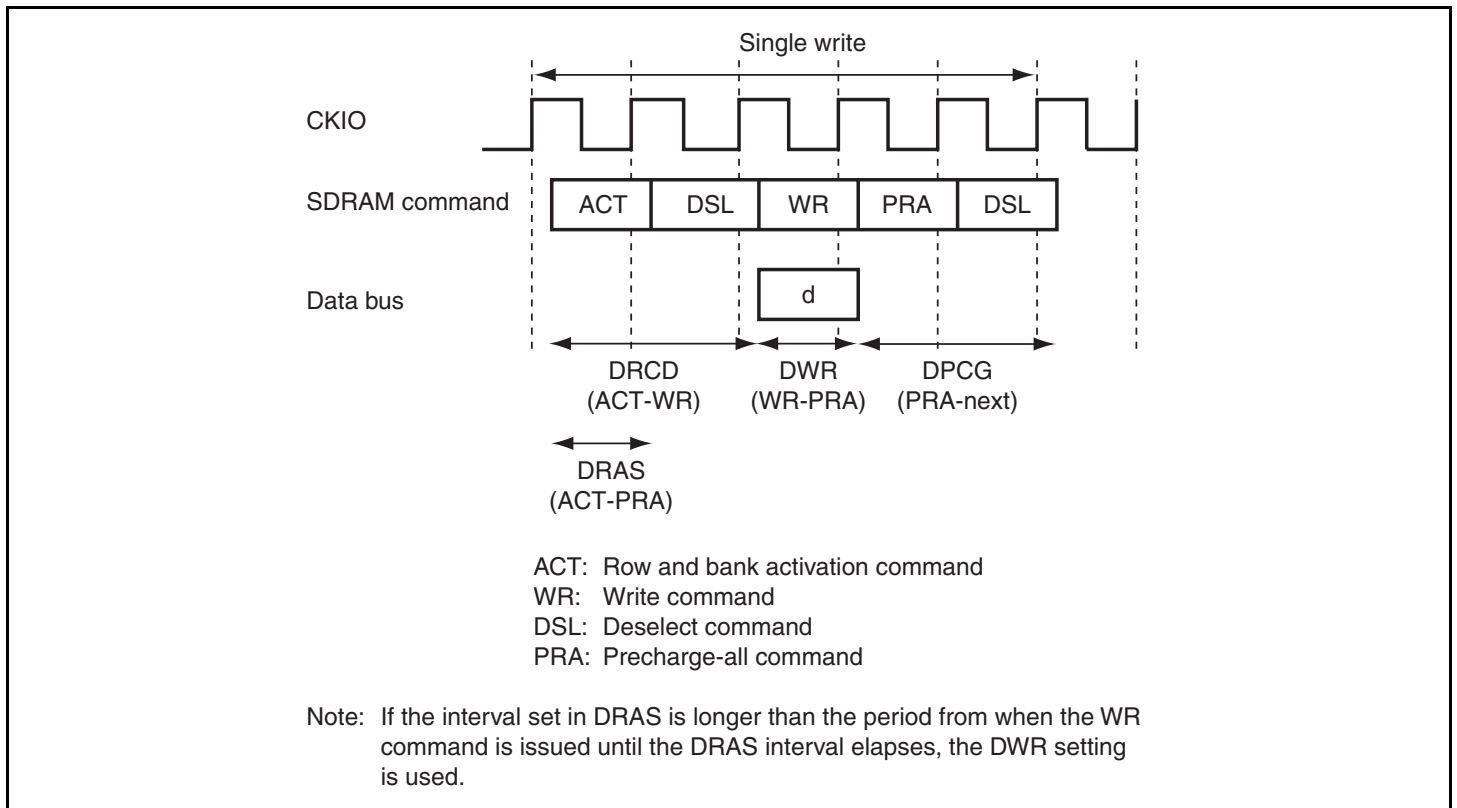 Single write
CKIO
SDRAM command
ACT DSL WR PRA DSL
Data bus
d
DRCD DWR DPCG
(ACT-WR) (WR-PRA) (PRA-next)
DRAS
(ACT-PRA)
ACT: Row and bank activation command
WR: Write command
DSL: Deselect command
PRA: Precharge-all command
Note: If the interval set in DRAS is longer than the period from when the WR
command is issued until the DRAS interval elapses, the DWR setting
is used.